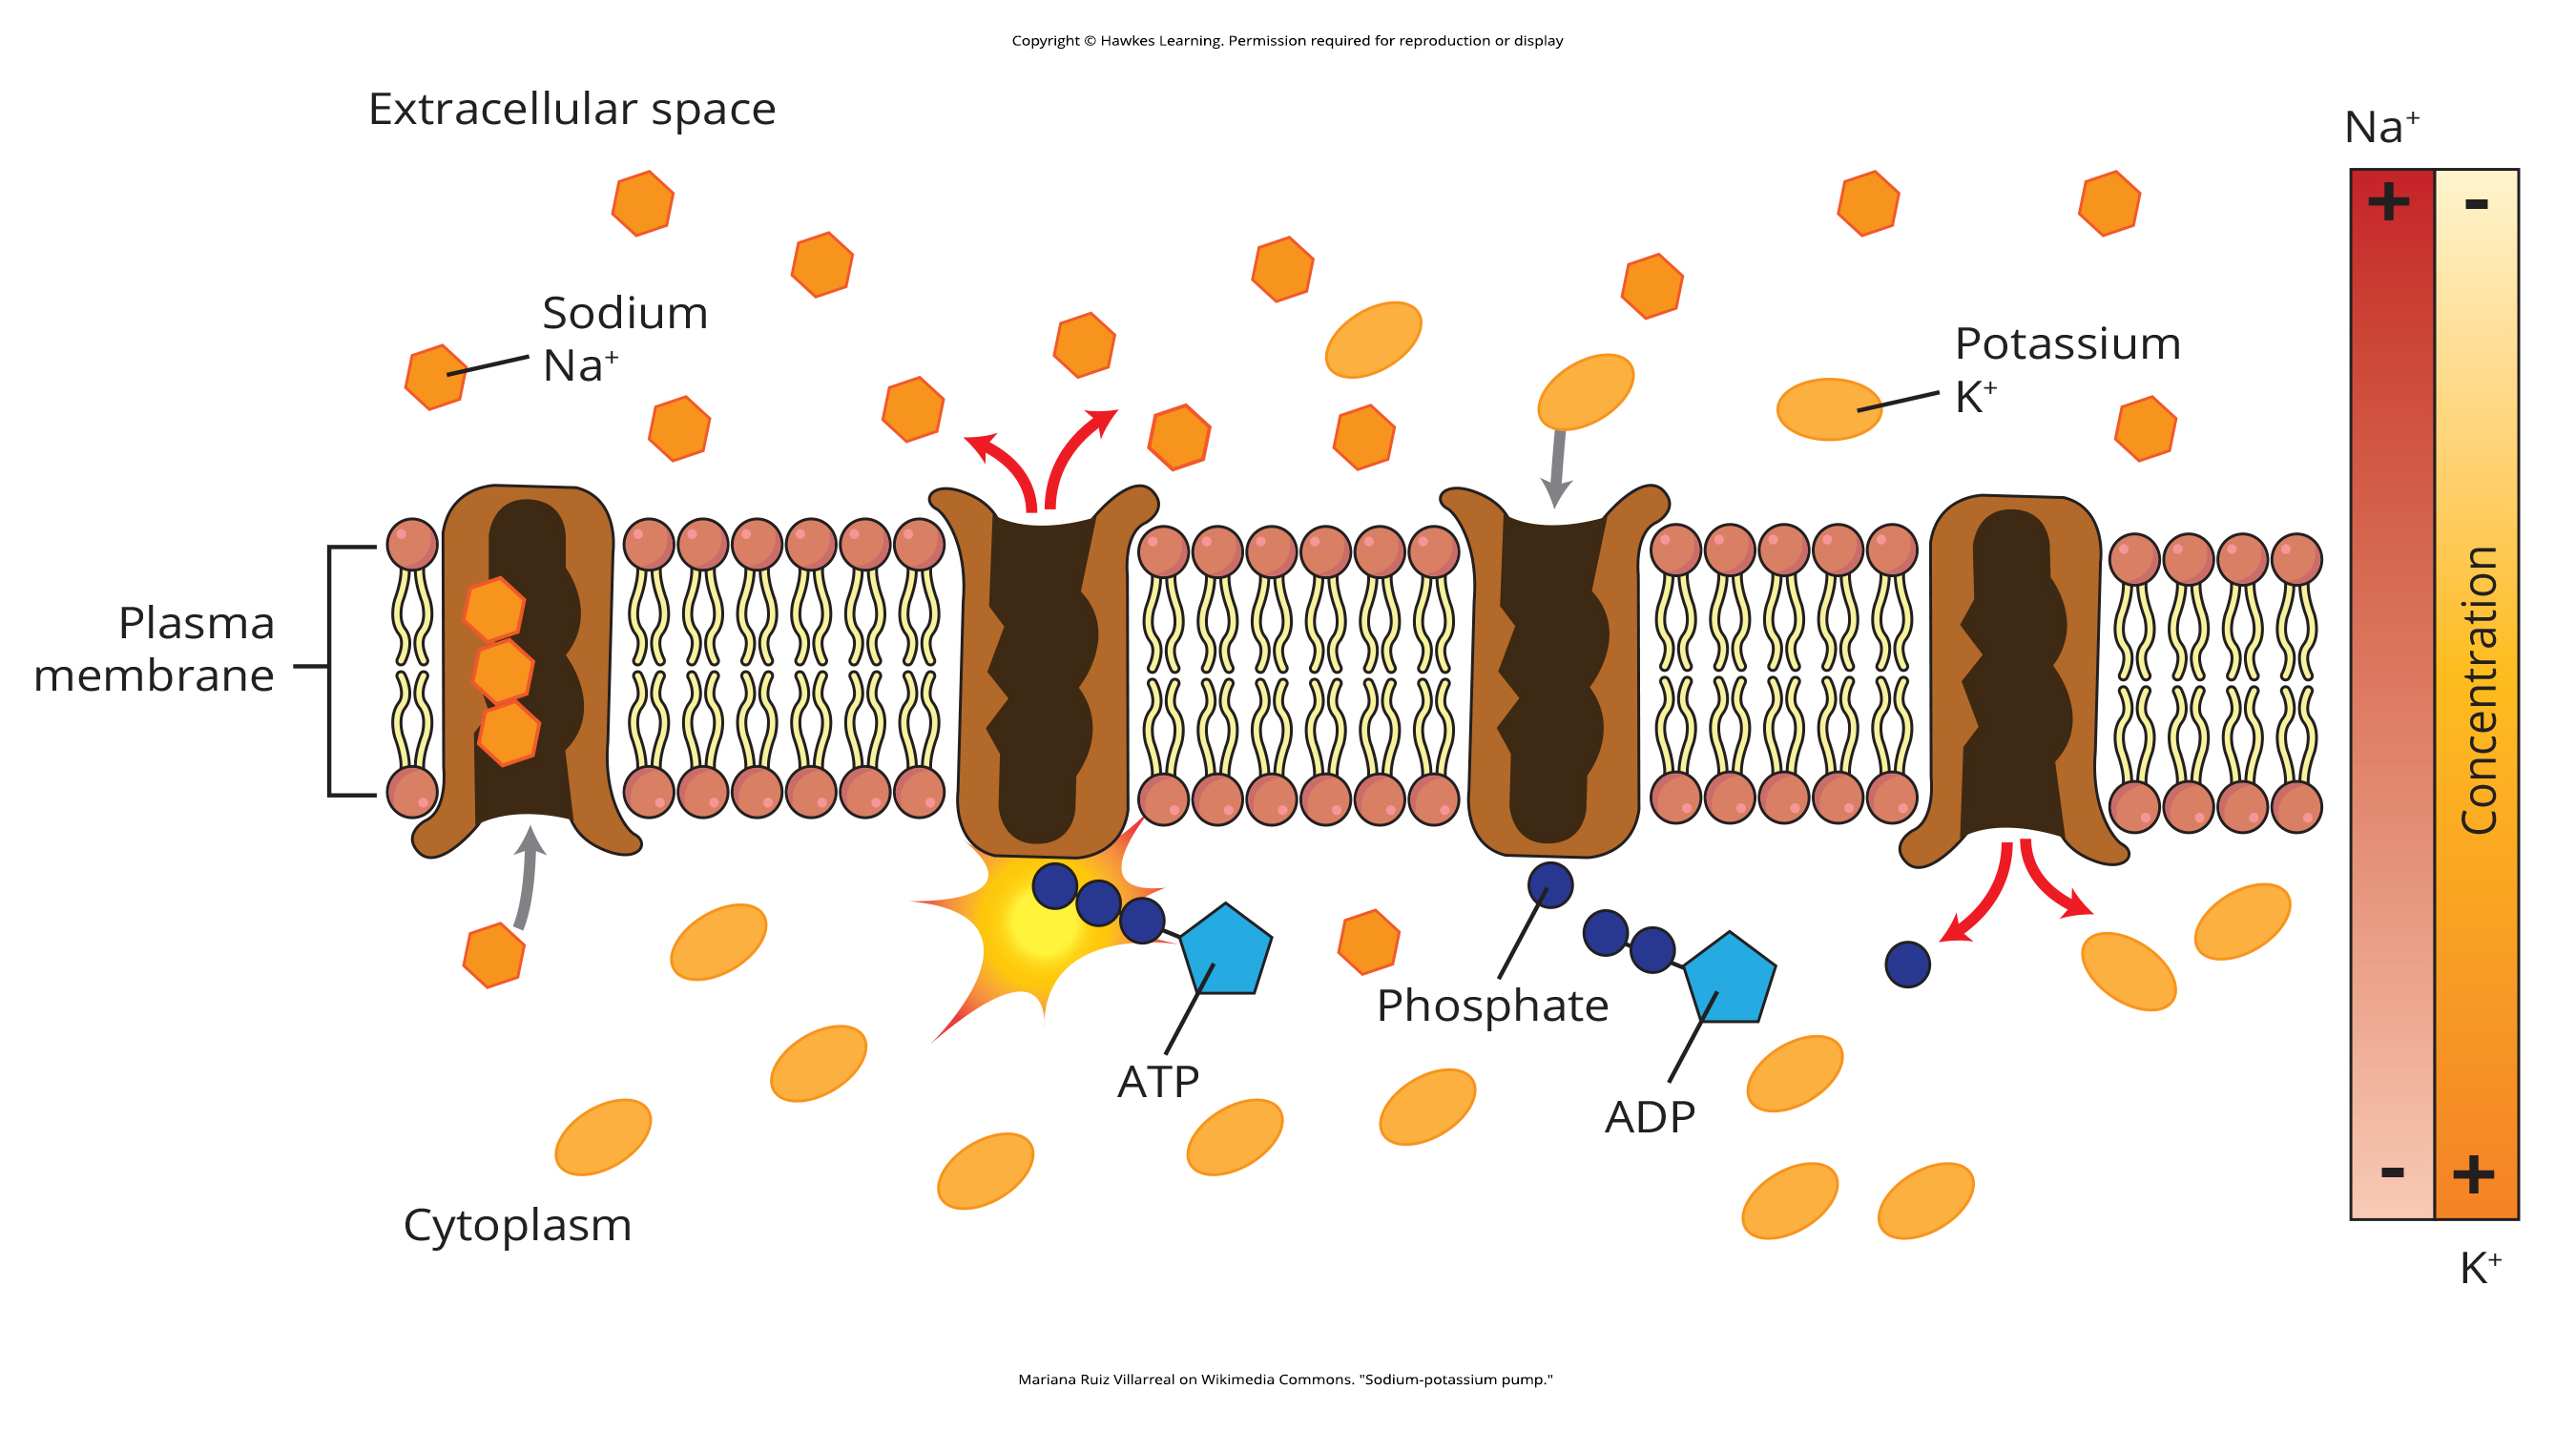 Copyright © Hawkes Learning. Permission required for reproduction or display
Extracellular space
Na⁺
+ -
Sodium
Na⁺
Potassium
K⁺
Plasma
membrane
Concentration
Phosphate
ATP
ADP
- +
Cytoplasm
K⁺
Mariana Ruiz Villarreal on Wikimedia Commons. "Sodium-potassium pump."